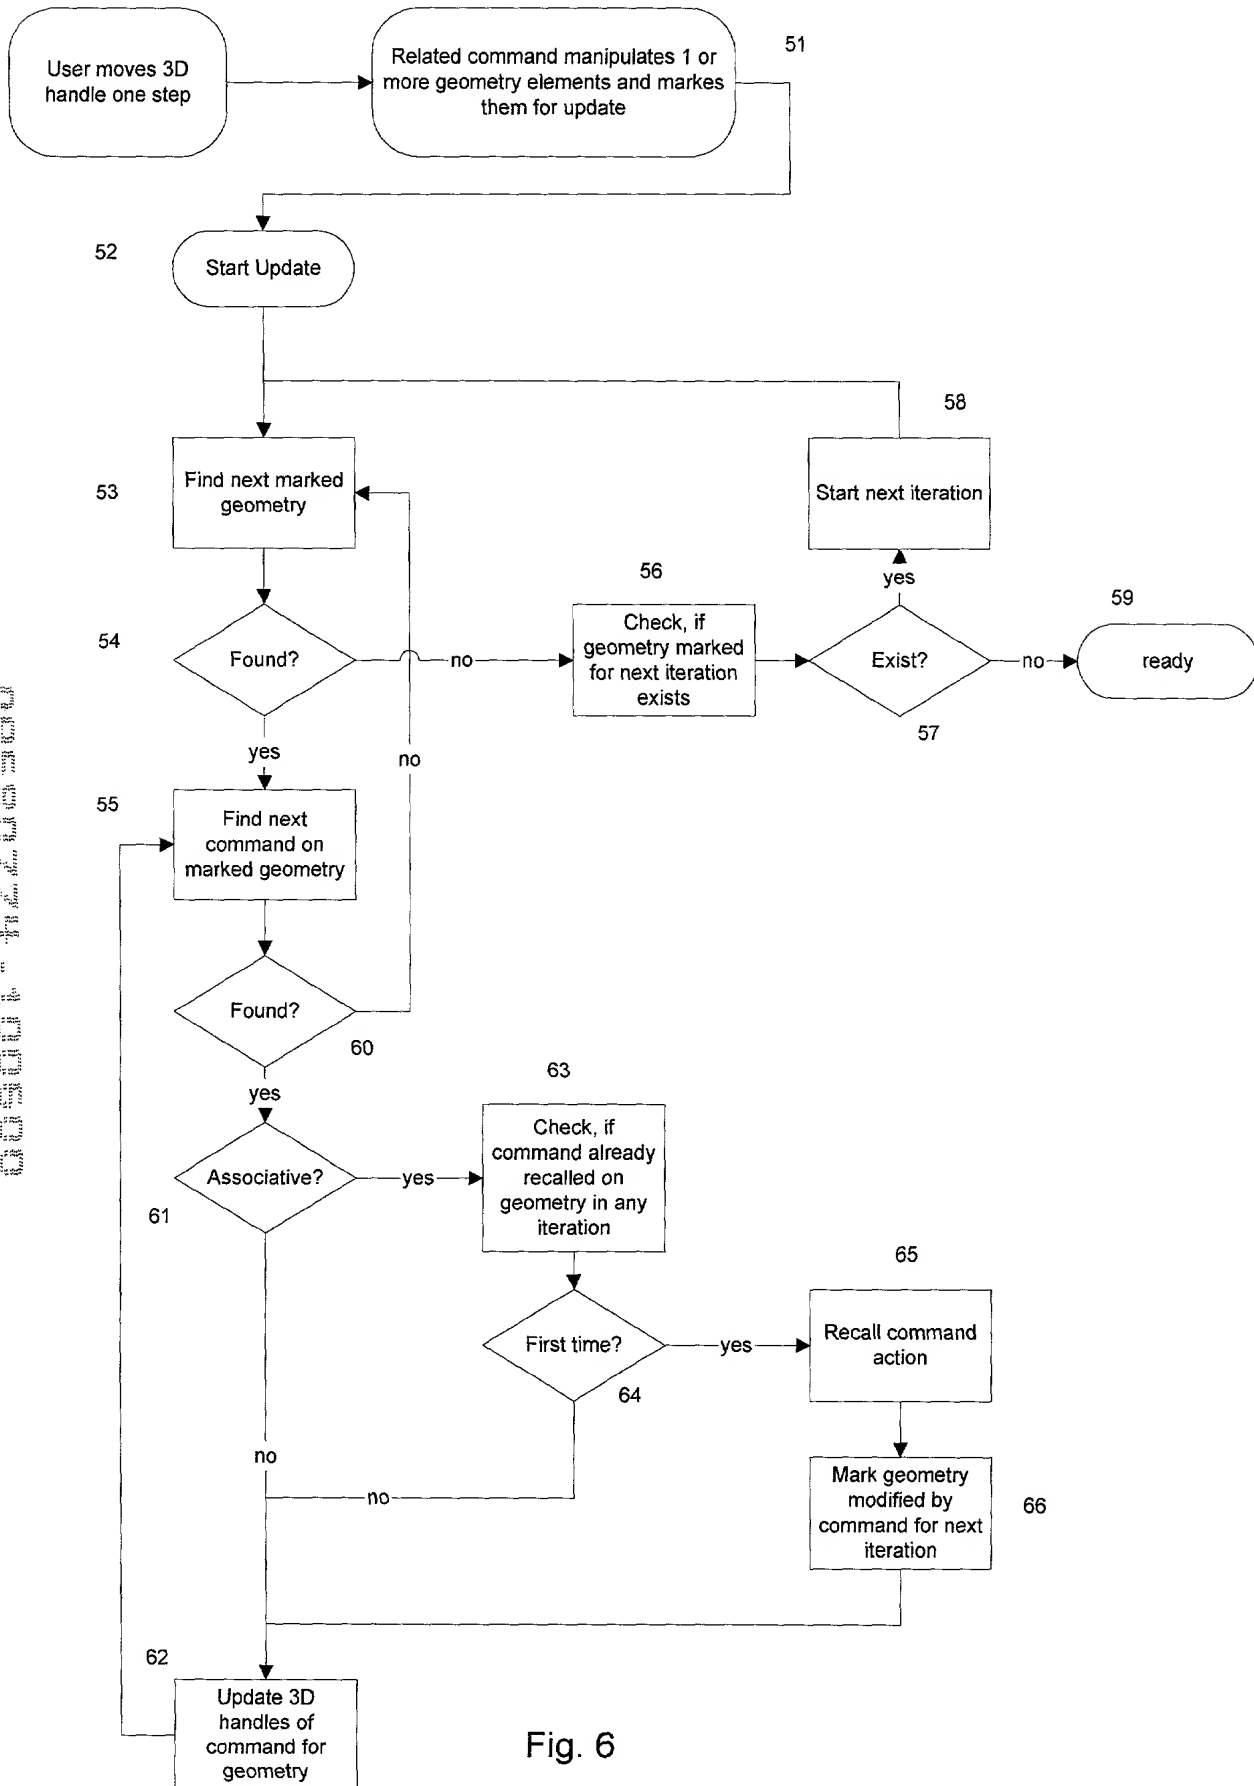 User moves 3D
handle one step
Related command manipulates 1 or
more geometry elements and markes
them for update
51
52
Start Update
58
53
Find next marked
geometry
Start next iteration
56
yes
59
54
Found?
no
Check, if
geometry marked
for next iteration
exists
Exist?
no
ready
57
yes
no
55
Find next
command on
marked geometry
Found?
60
yes
63
Check, if
command already
recalled on
geometry in any
iteration
Associative?
yes
61
65
First time?
yes
Recall command
action
64
no
no
Mark geometry
modified by
command for next
iteration
66
62
Update 3D
handles of
command for
geometry
Fig. 6